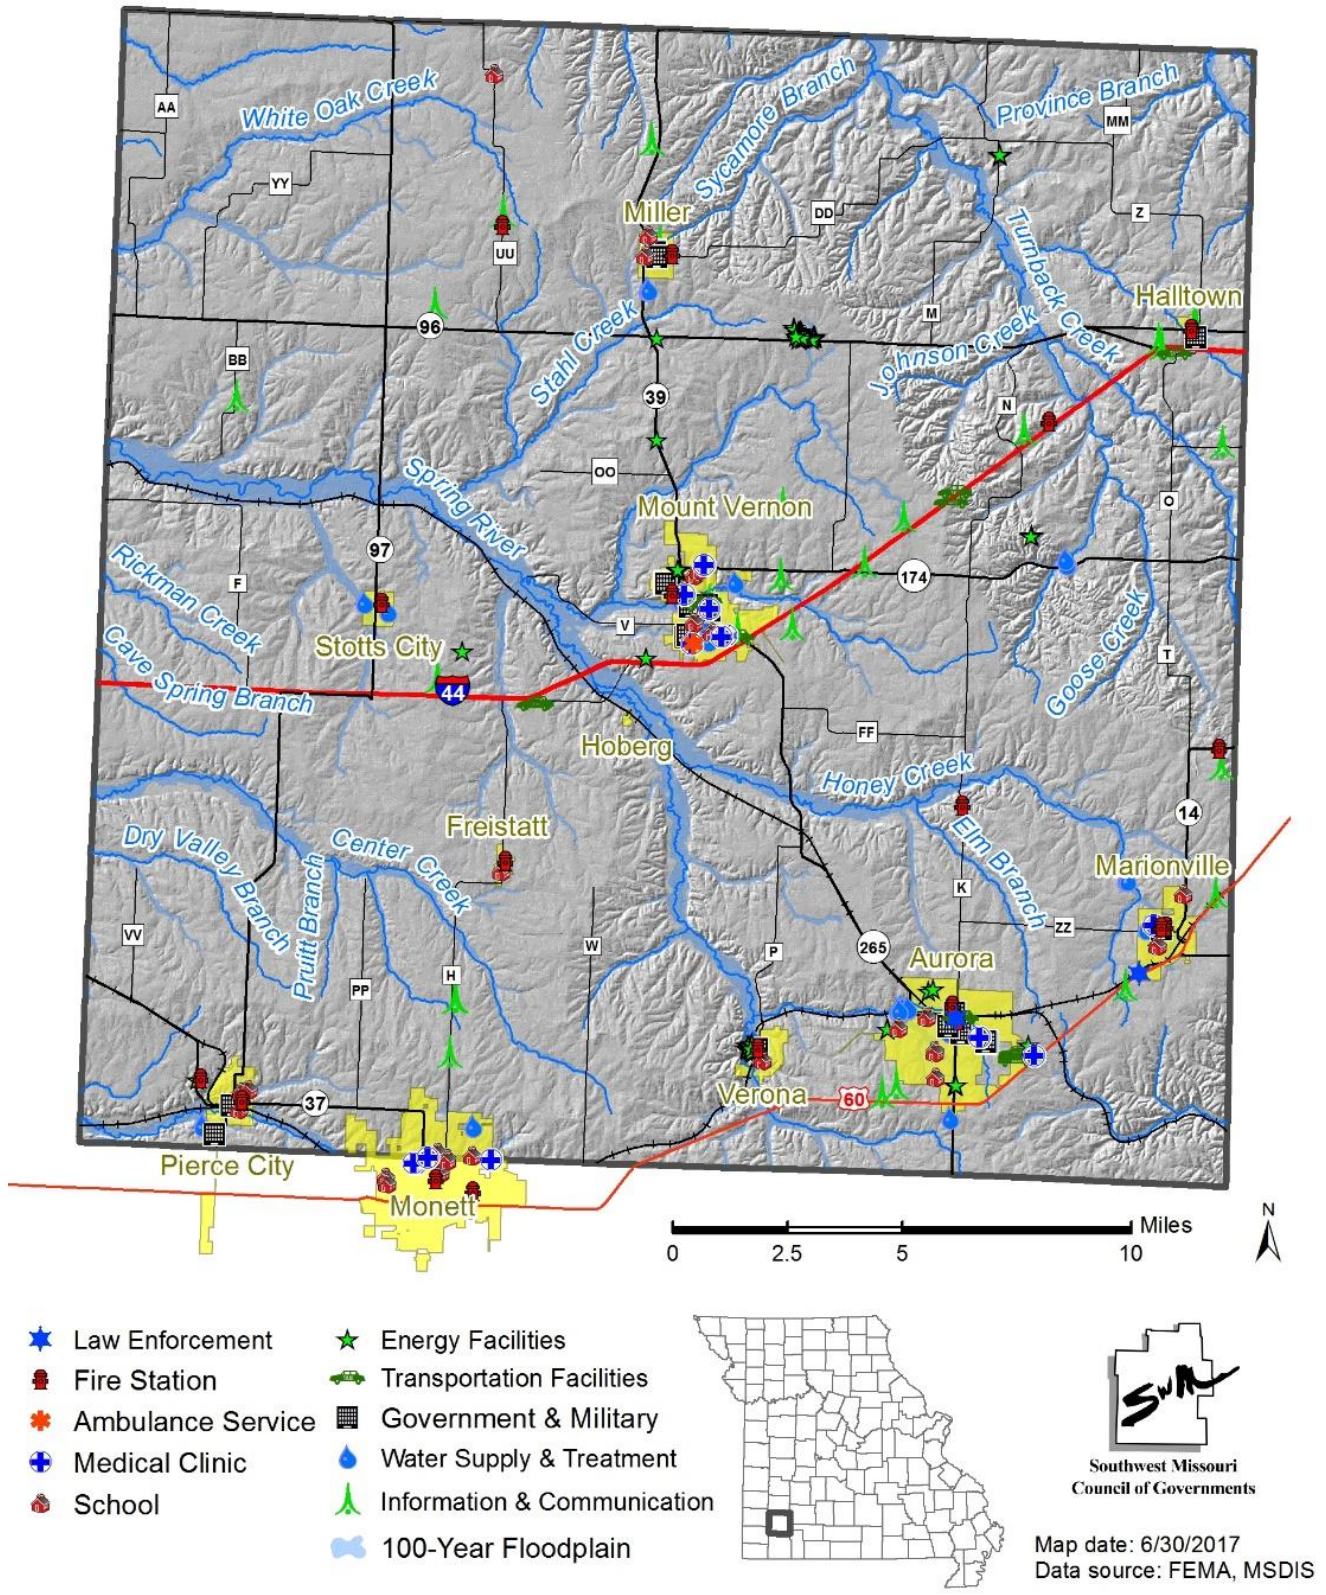 White Oak Creek
Sycamore Branch
Province Branch
AA
MM
YY
Miller
DD
Z
Turnback Creek
UU
Halltown
M
96
Stahl Creek
Johnson Creek
BB
39
N
Spring River
OO
O
Mount Vernon
97
174
Rickman Creek
F
V
Stotts City
Goose Creek
T
Cave Spring Branch
44
Hoberg
FF
Honey Creek
14
Freistatt
Dry Valley Branch
Pruitt Branch
Center Creek
Elm Branch
Marionville
K
ZZ
VV
W
P
265
Aurora
PP
H
37
Verona
60
Pierce City
Monett
Miles
0 2.5 5 10
N
Law Enforcement
Fire Station
Ambulance Service
Medical Clinic
School
Energy Facilities
Transportation Facilities
Government & Military
Water Supply & Treatment
Information & Communication
100-Year Floodplain
SWM
Southwest Missouri
Council of Governments
Map date: 6/30/2017
Data source: FEMA, MSDIS